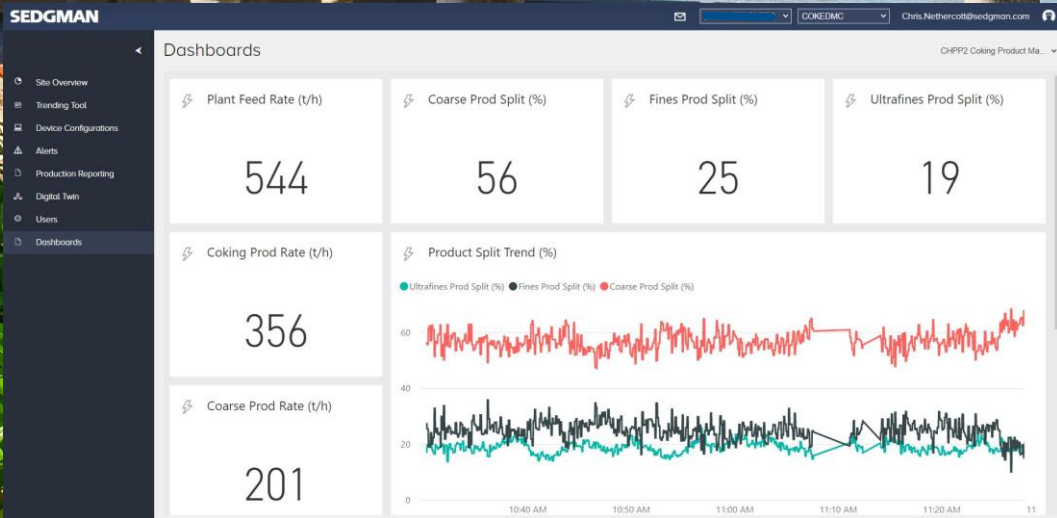 SEDGMAN
COKEDMC
Chris.Nethercott@sedgman.com
Dashboards
CHPP2 Coking Product Ma...
Site Overview
Trending Tool
Device Configurations
Alerts
Production Reporting
Digital Twin
Users
Dashboards
Plant Feed Rate (t/h)
544
Coarse Prod Split (%)
56
Fines Prod Split (%)
25
Ultrafines Prod Split (%)
19
Coking Prod Rate (t/h)
356
Coarse Prod Rate (t/h)
201
Product Split Trend (%)
Ultrafines Prod Split (%) Fines Prod Split (%) Coarse Prod Split (%)
60
40
20
0
10:40 AM 10:50 AM 11:00 AM 11:10 AM 11:20 AM 11